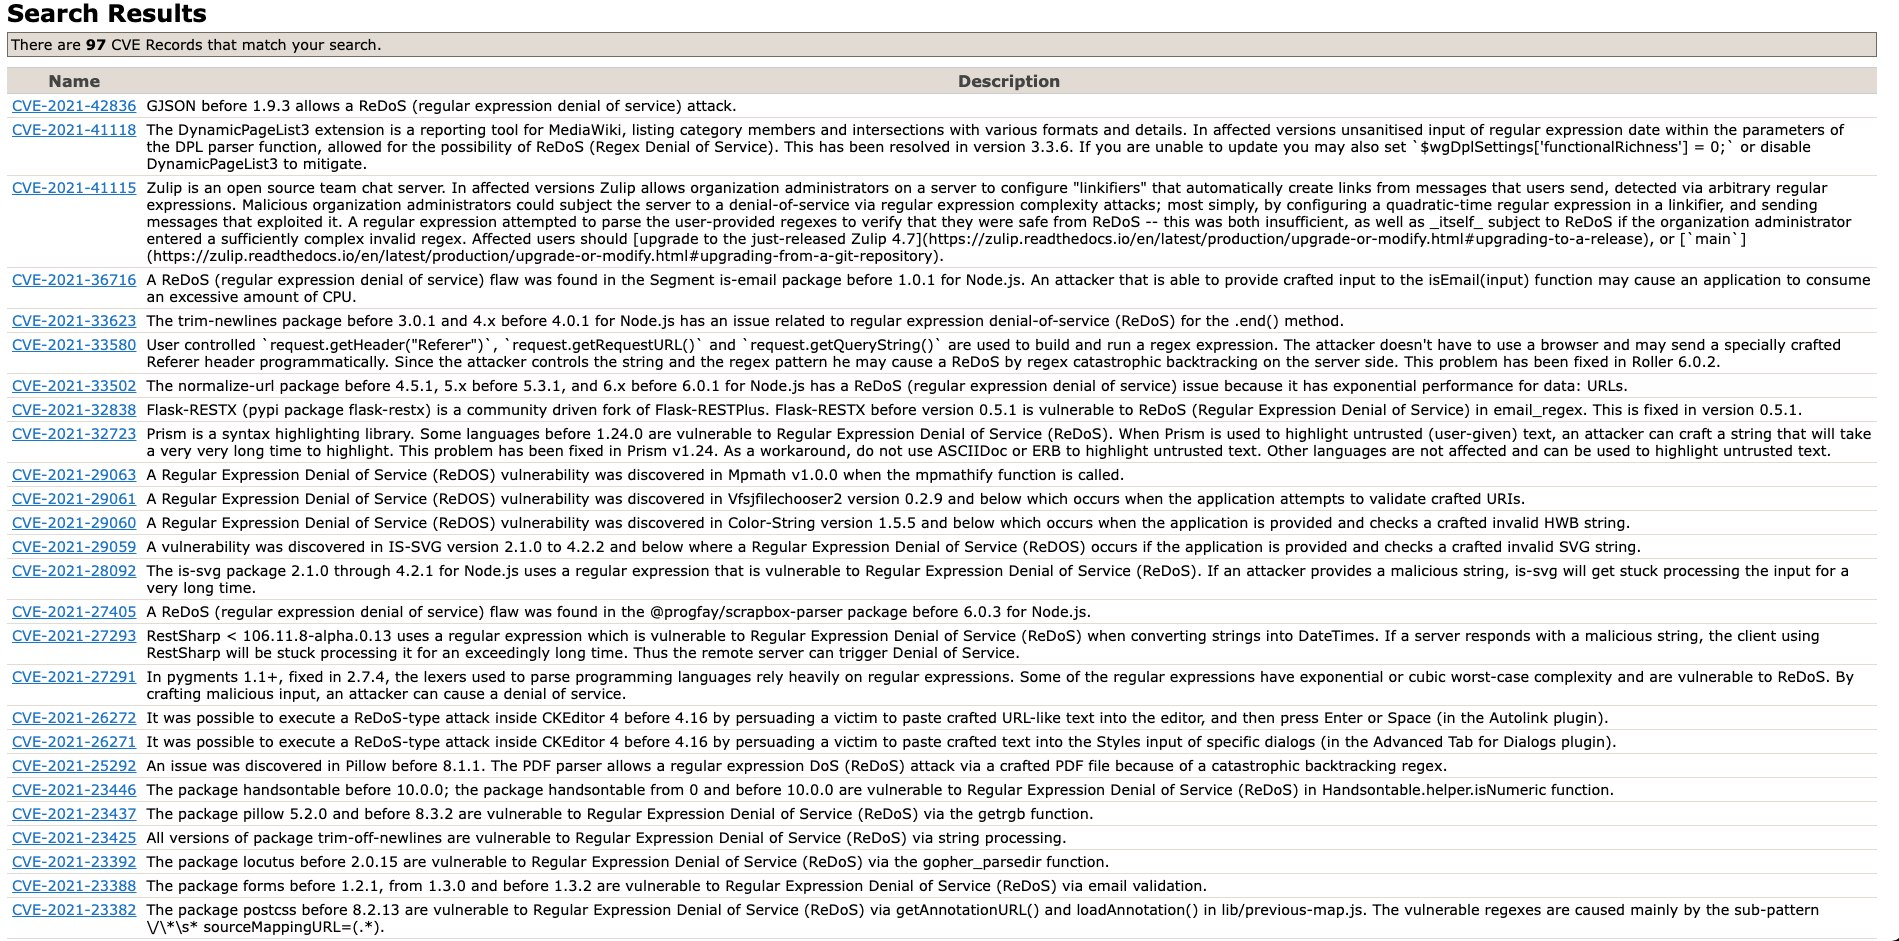 Search Results
There are 97 CVE Records that match your search.
Name Description
CVE-2021-42836 GJSON before 1.9.3 allows a ReDoS (regular expression denial of service) attack.
CVE-2021-41118 The DynamicPageList3 extension is a reporting tool for MediaWiki, listing category members and intersections with various formats and details. In affected versions unsanitised input of regular expression date within the parameters of
the DPL parser function, allowed for the possibility of ReDoS (Regex Denial of Service). This has been resolved in version 3.3.6. If you are unable to update you may also set `$wgDplSettings['functionalRichness'] = 0;` or disable
DynamicPageList3 to mitigate.
CVE-2021-41115 Zulip is an open source team chat server. In affected versions Zulip allows organization administrators on a server to configure "linkifiers" that automatically create links from messages that users send, detected via arbitrary regular
expressions. Malicious organization administrators could subject the server to a denial-of-service via regular expression complexity attacks; most simply, by configuring a quadratic-time regular expression in a linkifier, and sending
messages that exploited it. A regular expression attempted to parse the user-provided regexes to verify that they were safe from ReDoS -- this was both insufficient, as well as _itself_ subject to ReDoS if the organization administrator
entered a sufficiently complex invalid regex. Affected users should [upgrade to the just-released Zulip 4.7](https://zulip.readthedocs.io/en/latest/production/upgrade-or-modify.html#upgrading-to-a-release), or [`main`]
(https://zulip.readthedocs.io/en/latest/production/upgrade-or-modify.html#upgrading-from-a-git-repository).
CVE-2021-36716 A ReDoS (regular expression denial of service) flaw was found in the Segment is-email package before 1.0.1 for Node.js. An attacker that is able to provide crafted input to the isEmail(input) function may cause an application to consume
an excessive amount of CPU.
CVE-2021-33623 The trim-newlines package before 3.0.1 and 4.x before 4.0.1 for Node.js has an issue related to regular expression denial-of-service (ReDoS) for the .end() method.
CVE-2021-33580 User controlled `request.getHeader("Referer")`, `request.getRequestURL()` and `request.getQueryString()` are used to build and run a regex expression. The attacker doesn't have to use a browser and may send a specially crafted
Referer header programmatically. Since the attacker controls the string and the regex pattern he may cause a ReDoS by regex catastrophic backtracking on the server side. This problem has been fixed in Roller 6.0.2.
CVE-2021-33502 The normalize-url package before 4.5.1, 5.x before 5.3.1, and 6.x before 6.0.1 for Node.js has a ReDoS (regular expression denial of service) issue because it has exponential performance for data: URLs.
CVE-2021-32838 Flask-RESTX (pypi package flask-restx) is a community driven fork of Flask-RESTPlus. Flask-RESTX before version 0.5.1 is vulnerable to ReDoS (Regular Expression Denial of Service) in email_regex. This is fixed in version 0.5.1.
CVE-2021-32723 Prism is a syntax highlighting library. Some languages before 1.24.0 are vulnerable to Regular Expression Denial of Service (ReDoS). When Prism is used to highlight untrusted (user-given) text, an attacker can craft a string that will take
a very very long time to highlight. This problem has been fixed in Prism v1.24. As a workaround, do not use ASCIIDoc or ERB to highlight untrusted text. Other languages are not affected and can be used to highlight untrusted text.
CVE-2021-29063 A Regular Expression Denial of Service (ReDOS) vulnerability was discovered in Mpmath v1.0.0 when the mpmathify function is called.
CVE-2021-29061 A Regular Expression Denial of Service (ReDOS) vulnerability was discovered in Vfsjfilechooser2 version 0.2.9 and below which occurs when the application attempts to validate crafted URIs.
CVE-2021-29060 A Regular Expression Denial of Service (ReDOS) vulnerability was discovered in Color-String version 1.5.5 and below which occurs when the application is provided and checks a crafted invalid HWB string.
CVE-2021-29059 A vulnerability was discovered in IS-SVG version 2.1.0 to 4.2.2 and below where a Regular Expression Denial of Service (ReDOS) occurs if the application is provided and checks a crafted invalid SVG string.
CVE-2021-28092 The is-svg package 2.1.0 through 4.2.1 for Node.js uses a regular expression that is vulnerable to Regular Expression Denial of Service (ReDoS). If an attacker provides a malicious string, is-svg will get stuck processing the input for a
very long time.
CVE-2021-27405 A ReDoS (regular expression denial of service) flaw was found in the @progfay/scrapbox-parser package before 6.0.3 for Node.js.
CVE-2021-27293 RestSharp < 106.11.8-alpha.0.13 uses a regular expression which is vulnerable to Regular Expression Denial of Service (ReDoS) when converting strings into DateTimes. If a server responds with a malicious string, the client using
RestSharp will be stuck processing it for an exceedingly long time. Thus the remote server can trigger Denial of Service.
CVE-2021-27291 In pygments 1.1+, fixed in 2.7.4, the lexers used to parse programming languages rely heavily on regular expressions. Some of the regular expressions have exponential or cubic worst-case complexity and are vulnerable to ReDoS. By
crafting malicious input, an attacker can cause a denial of service.
CVE-2021-26272 It was possible to execute a ReDoS-type attack inside CKEditor 4 before 4.16 by persuading a victim to paste crafted URL-like text into the editor, and then press Enter or Space (in the Autolink plugin).
CVE-2021-26271 It was possible to execute a ReDoS-type attack inside CKEditor 4 before 4.16 by persuading a victim to paste crafted text into the Styles input of specific dialogs (in the Advanced Tab for Dialogs plugin).
CVE-2021-25292 An issue was discovered in Pillow before 8.1.1. The PDF parser allows a regular expression DoS (ReDoS) attack via a crafted PDF file because of a catastrophic backtracking regex.
CVE-2021-23446 The package handsontable before 10.0.0; the package handsontable from 0 and before 10.0.0 are vulnerable to Regular Expression Denial of Service (ReDoS) in Handsontable.helper.isNumeric function.
CVE-2021-23437 The package pillow 5.2.0 and before 8.3.2 are vulnerable to Regular Expression Denial of Service (ReDoS) via the getrgb function.
CVE-2021-23425 All versions of package trim-off-newlines are vulnerable to Regular Expression Denial of Service (ReDoS) via string processing.
CVE-2021-23392 The package locutus before 2.0.15 are vulnerable to Regular Expression Denial of Service (ReDoS) via the gopher_parsedir function.
CVE-2021-23388 The package forms before 1.2.1, from 1.3.0 and before 1.3.2 are vulnerable to Regular Expression Denial of Service (ReDoS) via email validation.
CVE-2021-23382 The package postcss before 8.2.13 are vulnerable to Regular Expression Denial of Service (ReDoS) via getAnnotationURL() and loadAnnotation() in lib/previous-map.js. The vulnerable regexes are caused mainly by the sub-pattern
\/\*\s* sourceMappingURL=(.*).